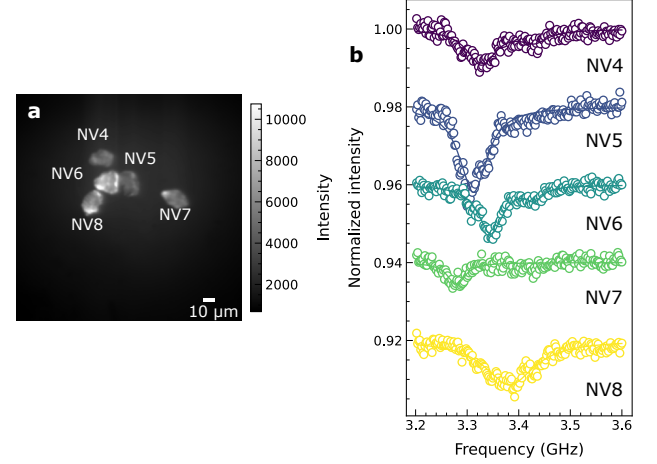 a
NV4
NV5
NV6
NV7
NV8
10 μm
10000
8000
6000
4000
2000
Intensity
b
1.00
0.98
0.96
0.94
0.92
Normalized intensity
NV4
NV5
NV6
NV7
NV8
3.2 3.3 3.4 3.5 3.6
Frequency (GHz)